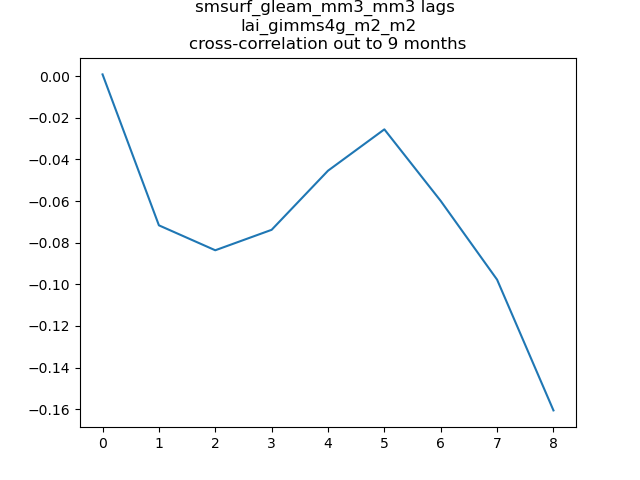 smsurf_gleam_mm3_mm3 lags
lai_gimms4g_m2_m2
cross-correlation out to 9 months
0.00
−0.02
−0.04
−0.06
−0.08
−0.10
−0.12
−0.14
−0.16
0 1 2 3 4 5 6 7 8